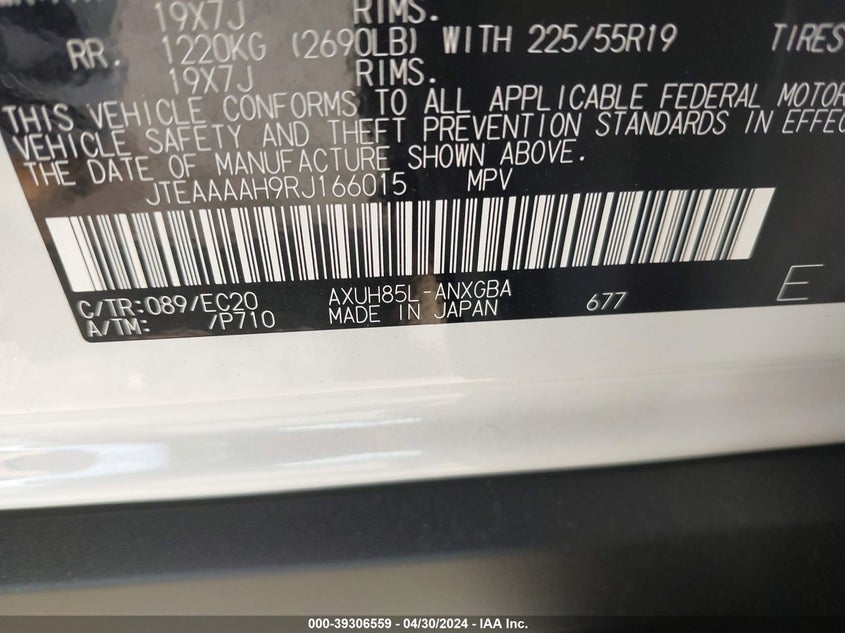 19X7J RIMS.
RR. 1220KG (2690LB) WITH 225/55R19 TIRES
19X7J RIMS.
THIS VEHICLE CONFORMS TO ALL APPLICABLE FEDERAL MOTOR
VEHICLE SAFETY AND THEFT PREVENTION STANDARDS IN EFFEC
THE DATE OF MANUFACTURE SHOWN ABOVE.
JTEAAAAH9RJ166015 MPV
C/TR:089/EC20 AXUH85L-ANXGBA 677 E
A/TM: /P710 MADE IN JAPAN
000-39306559 — 04/30/2024 — IAA Inc.